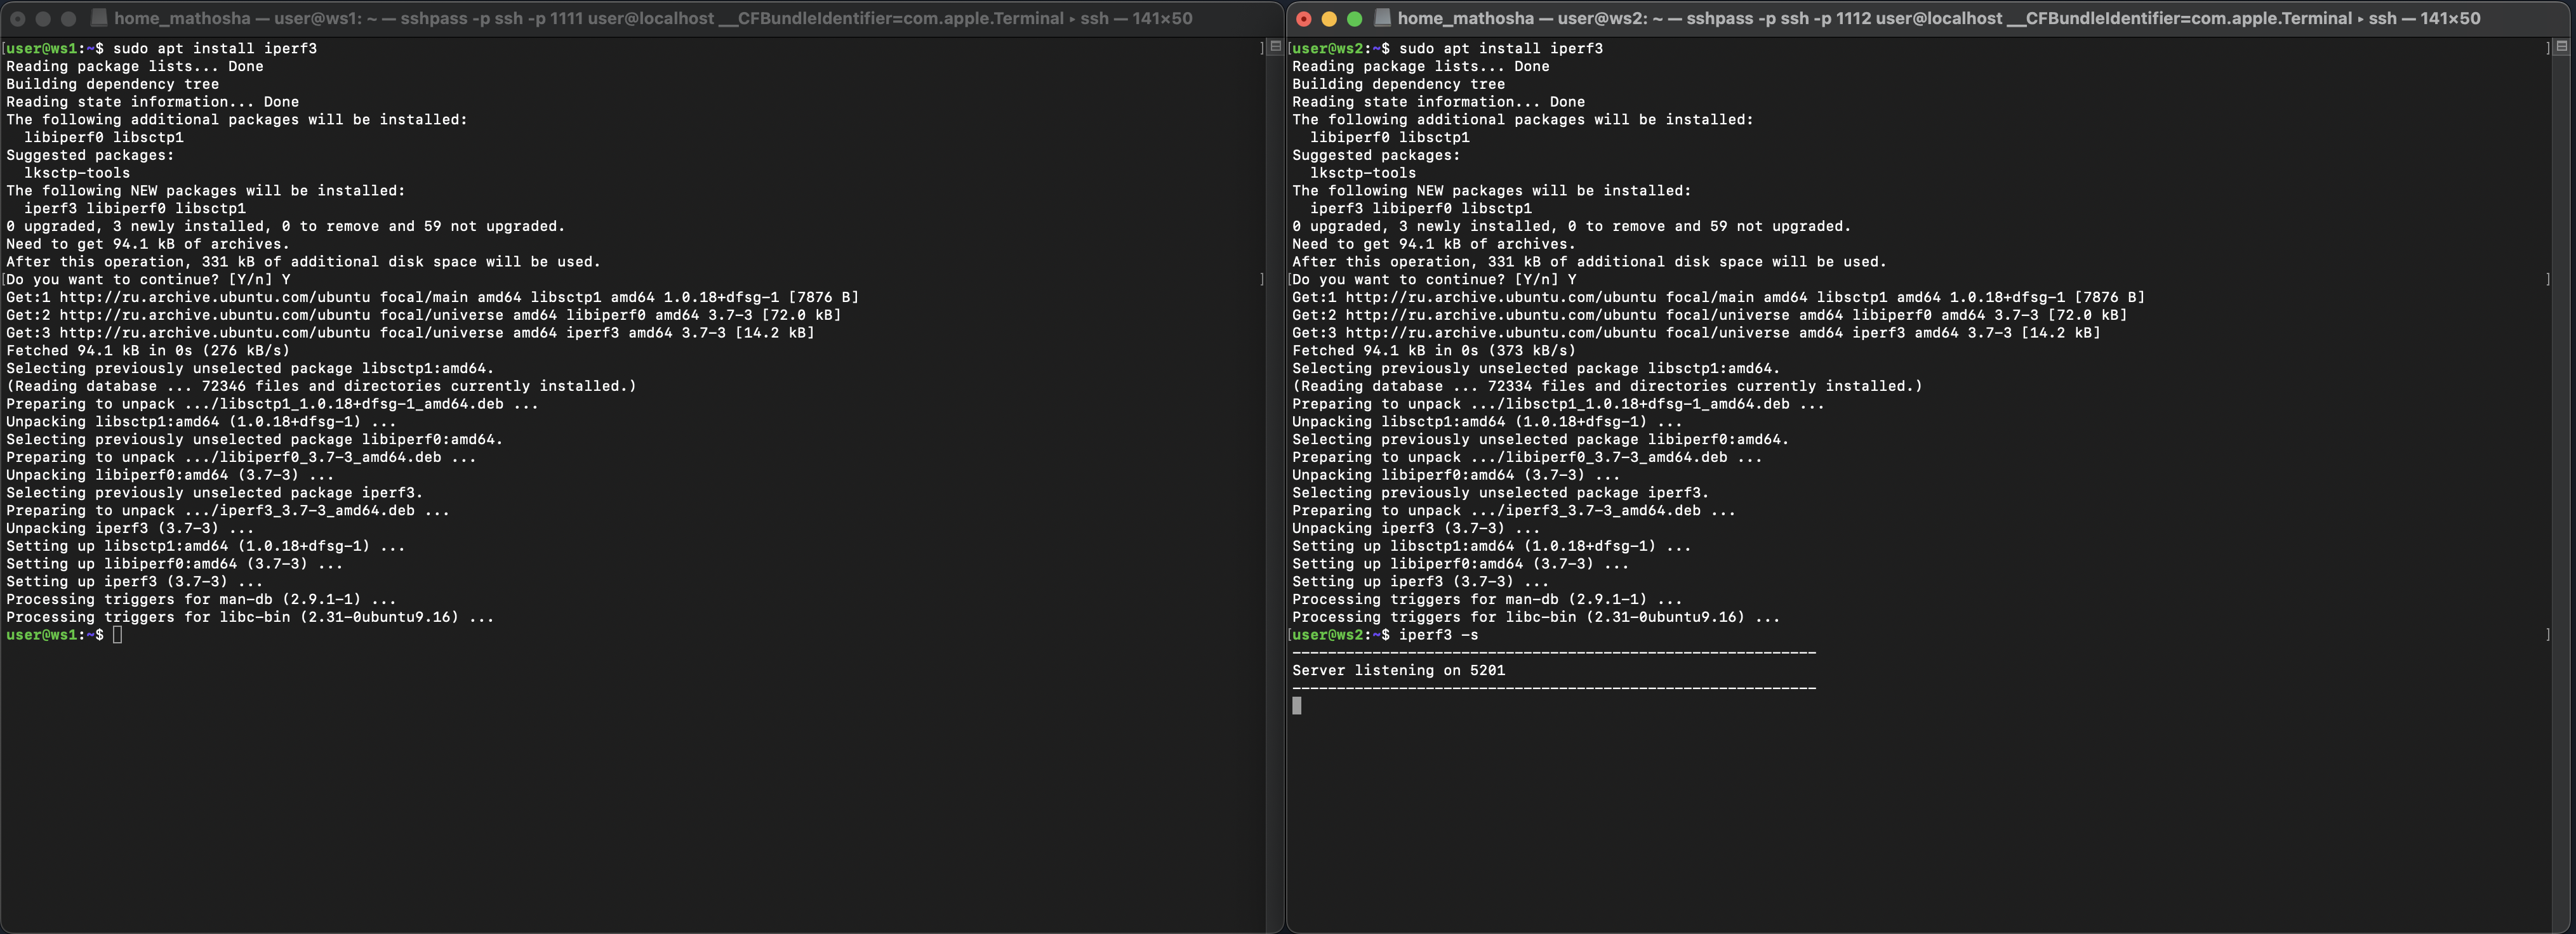 home_mathosha — user@ws1: ~ — sshpass -p ssh -p 1111 user@localhost __CFBundleIdentifier=com.apple.Terminal ▸ ssh — 141×50
[user@ws1:~$ sudo apt install iperf3 ]
Reading package lists... Done
Building dependency tree
Reading state information... Done
The following additional packages will be installed:
  libiperf0 libsctp1
Suggested packages:
  lksctp-tools
The following NEW packages will be installed:
  iperf3 libiperf0 libsctp1
0 upgraded, 3 newly installed, 0 to remove and 59 not upgraded.
Need to get 94.1 kB of archives.
After this operation, 331 kB of additional disk space will be used.
[Do you want to continue? [Y/n] Y ]
Get:1 http://ru.archive.ubuntu.com/ubuntu focal/main amd64 libsctp1 amd64 1.0.18+dfsg-1 [7876 B]
Get:2 http://ru.archive.ubuntu.com/ubuntu focal/universe amd64 libiperf0 amd64 3.7-3 [72.0 kB]
Get:3 http://ru.archive.ubuntu.com/ubuntu focal/universe amd64 iperf3 amd64 3.7-3 [14.2 kB]
Fetched 94.1 kB in 0s (276 kB/s)
Selecting previously unselected package libsctp1:amd64.
(Reading database ... 72346 files and directories currently installed.)
Preparing to unpack .../libsctp1_1.0.18+dfsg-1_amd64.deb ...
Unpacking libsctp1:amd64 (1.0.18+dfsg-1) ...
Selecting previously unselected package libiperf0:amd64.
Preparing to unpack .../libiperf0_3.7-3_amd64.deb ...
Unpacking libiperf0:amd64 (3.7-3) ...
Selecting previously unselected package iperf3.
Preparing to unpack .../iperf3_3.7-3_amd64.deb ...
Unpacking iperf3 (3.7-3) ...
Setting up libsctp1:amd64 (1.0.18+dfsg-1) ...
Setting up libiperf0:amd64 (3.7-3) ...
Setting up iperf3 (3.7-3) ...
Processing triggers for man-db (2.9.1-1) ...
Processing triggers for libc-bin (2.31-0ubuntu9.16) ...
user@ws1:~$
home_mathosha — user@ws2: ~ — sshpass -p ssh -p 1112 user@localhost __CFBundleIdentifier=com.apple.Terminal ▸ ssh — 141×50
[user@ws2:~$ sudo apt install iperf3 ]
Reading package lists... Done
Building dependency tree
Reading state information... Done
The following additional packages will be installed:
  libiperf0 libsctp1
Suggested packages:
  lksctp-tools
The following NEW packages will be installed:
  iperf3 libiperf0 libsctp1
0 upgraded, 3 newly installed, 0 to remove and 59 not upgraded.
Need to get 94.1 kB of archives.
After this operation, 331 kB of additional disk space will be used.
[Do you want to continue? [Y/n] Y ]
Get:1 http://ru.archive.ubuntu.com/ubuntu focal/main amd64 libsctp1 amd64 1.0.18+dfsg-1 [7876 B]
Get:2 http://ru.archive.ubuntu.com/ubuntu focal/universe amd64 libiperf0 amd64 3.7-3 [72.0 kB]
Get:3 http://ru.archive.ubuntu.com/ubuntu focal/universe amd64 iperf3 amd64 3.7-3 [14.2 kB]
Fetched 94.1 kB in 0s (373 kB/s)
Selecting previously unselected package libsctp1:amd64.
(Reading database ... 72334 files and directories currently installed.)
Preparing to unpack .../libsctp1_1.0.18+dfsg-1_amd64.deb ...
Unpacking libsctp1:amd64 (1.0.18+dfsg-1) ...
Selecting previously unselected package libiperf0:amd64.
Preparing to unpack .../libiperf0_3.7-3_amd64.deb ...
Unpacking libiperf0:amd64 (3.7-3) ...
Selecting previously unselected package iperf3.
Preparing to unpack .../iperf3_3.7-3_amd64.deb ...
Unpacking iperf3 (3.7-3) ...
Setting up libsctp1:amd64 (1.0.18+dfsg-1) ...
Setting up libiperf0:amd64 (3.7-3) ...
Setting up iperf3 (3.7-3) ...
Processing triggers for man-db (2.9.1-1) ...
Processing triggers for libc-bin (2.31-0ubuntu9.16) ...
[user@ws2:~$ iperf3 -s ]
-----------------------------------------------------------
Server listening on 5201
-----------------------------------------------------------